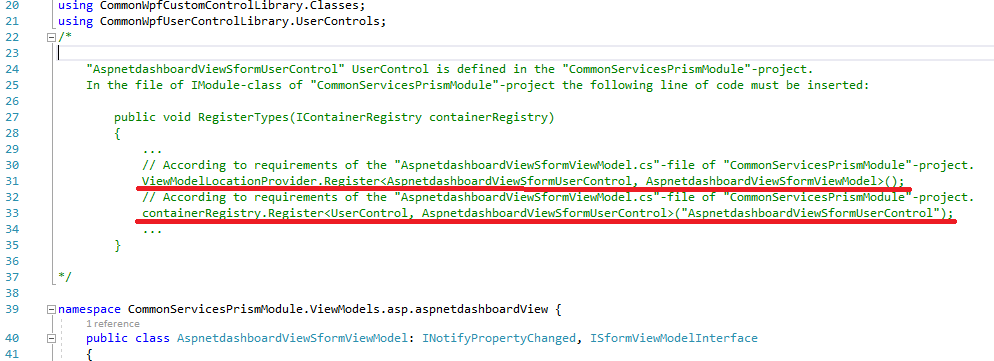 20 using CommonWpfCustomControlLibrary.Classes;
21 using CommonWpfUserControlLibrary.UserControls;
22 /*
23
24 "AspnetdashboardViewSformUserControl" UserControl is defined in the "CommonServicesPrismModule"-project.
25 In the file of IModule-class of "CommonServicesPrismModule"-project the following line of code must be inserted:
26
27 public void RegisterTypes(IContainerRegistry containerRegistry)
28 {
29 ...
30 // According to requirements of the "AspnetdashboardViewSformViewModel.cs"-file of "CommonServicesPrismModule"-project.
31 ViewModelLocationProvider.Register<AspnetdashboardViewSformUserControl, AspnetdashboardViewSformViewModel>();
32 // According to requirements of the "AspnetdashboardViewSformViewModel.cs"-file of "CommonServicesPrismModule"-project.
33 containerRegistry.Register<UserControl, AspnetdashboardViewSformUserControl>("AspnetdashboardViewSformUserControl");
34 ...
35 }
36
37 */
38
39 namespace CommonServicesPrismModule.ViewModels.asp.aspnetdashboardView {
1 reference
40 public class AspnetdashboardViewSformViewModel: INotifyPropertyChanged, ISformViewModelInterface
41 {